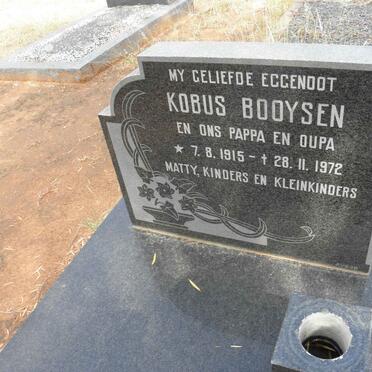 MY GELIEFDE EGGENOOT
KOBUS BOOYSEN
EN ONS PAPPA EN OUPA
★ 7. 8. 1915 – ✝ 28. 11. 1972
MATTY, KINDERS EN KLEINKINDERS